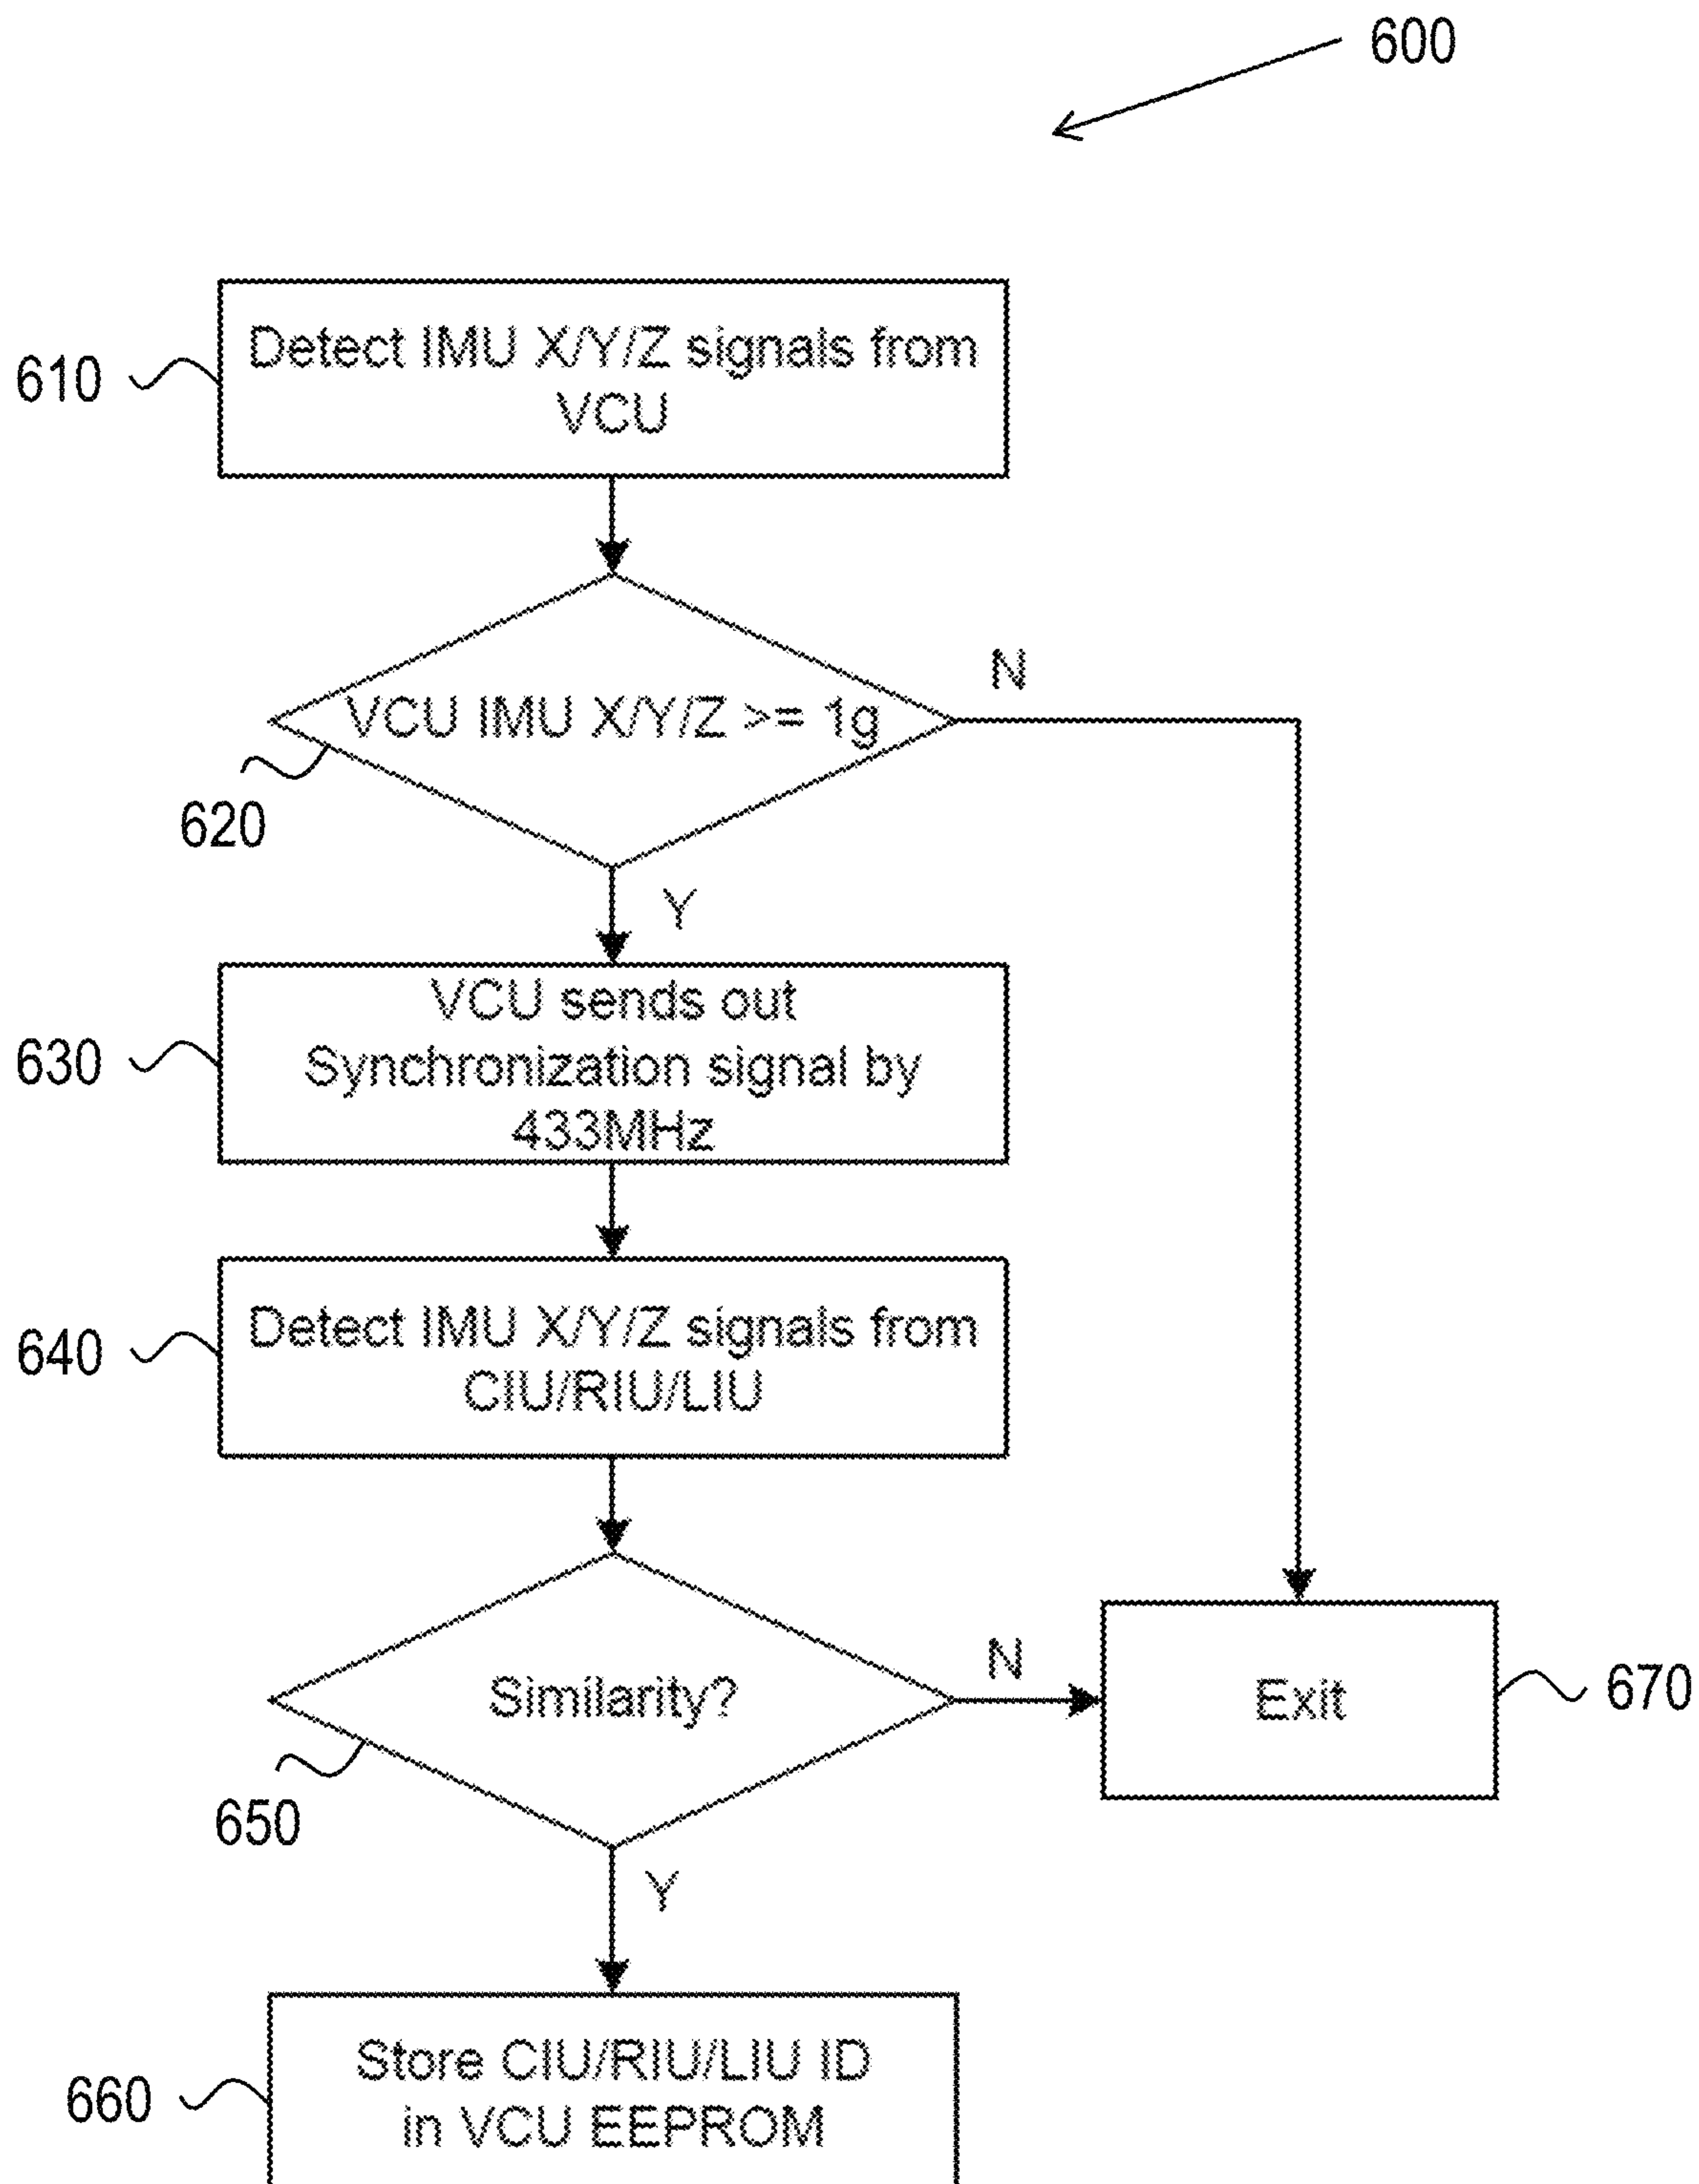 600
610
Detect IMU X/Y/Z signals from
VCU
N
VCU IMU X/Y/Z >= 1g
620
Y
630
VCU sends out
Synchronization signal by
433MHz
640
Detect IMU X/Y/Z signals from
CIU/RIU/LIU
N
Similarity?
Exit
670
650
Y
660
Store CIU/RIU/LIU ID
in VCU EEPROM